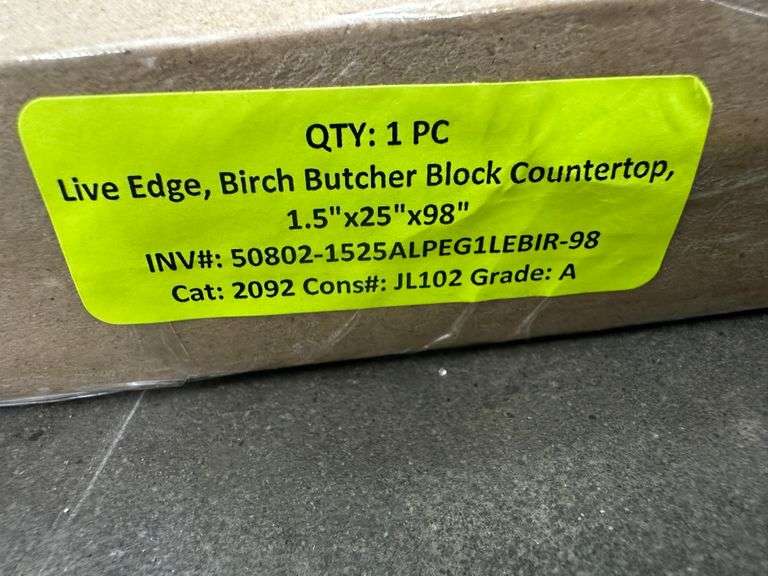 QTY: 1 PC
Live Edge, Birch Butcher Block Countertop,
1.5"x25"x98"
INV#: 50802-1525ALPEG1LEBIR-98
Cat: 2092 Cons#: JL102 Grade: A